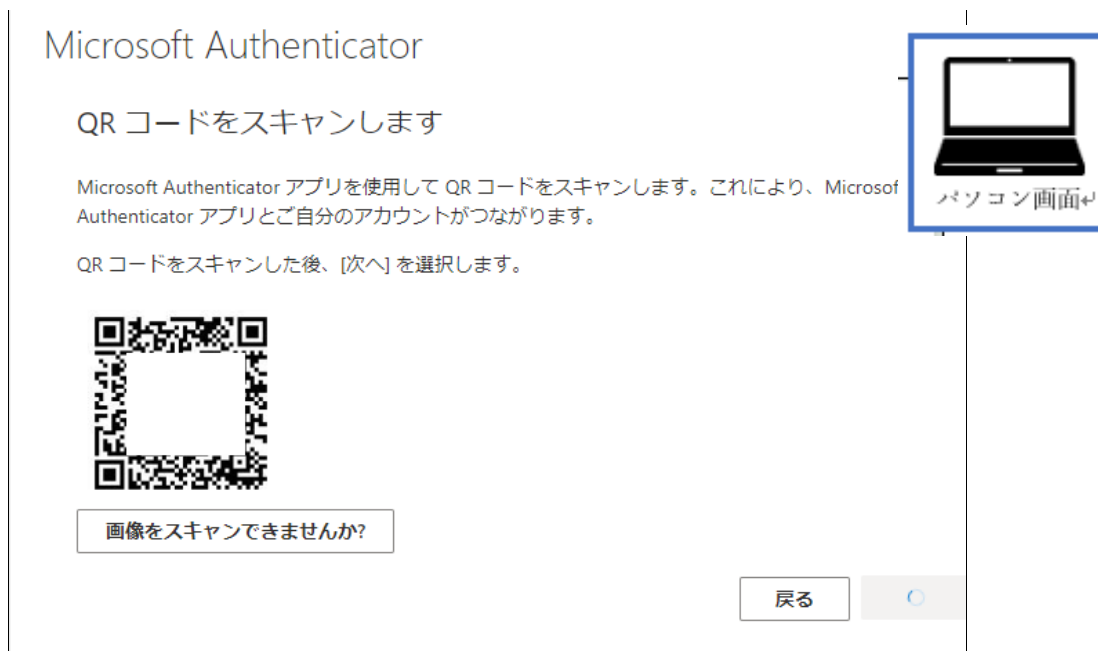 Microsoft Authenticator
QR コードをスキャンします
Microsoft Authenticator アプリを使用して QR コードをスキャンします。これにより、Microsof
Authenticator アプリとご自分のアカウントがつながります。
QR コードをスキャンした後、[次へ] を選択します。
画像をスキャンできませんか?
戻る
パソコン画面↵